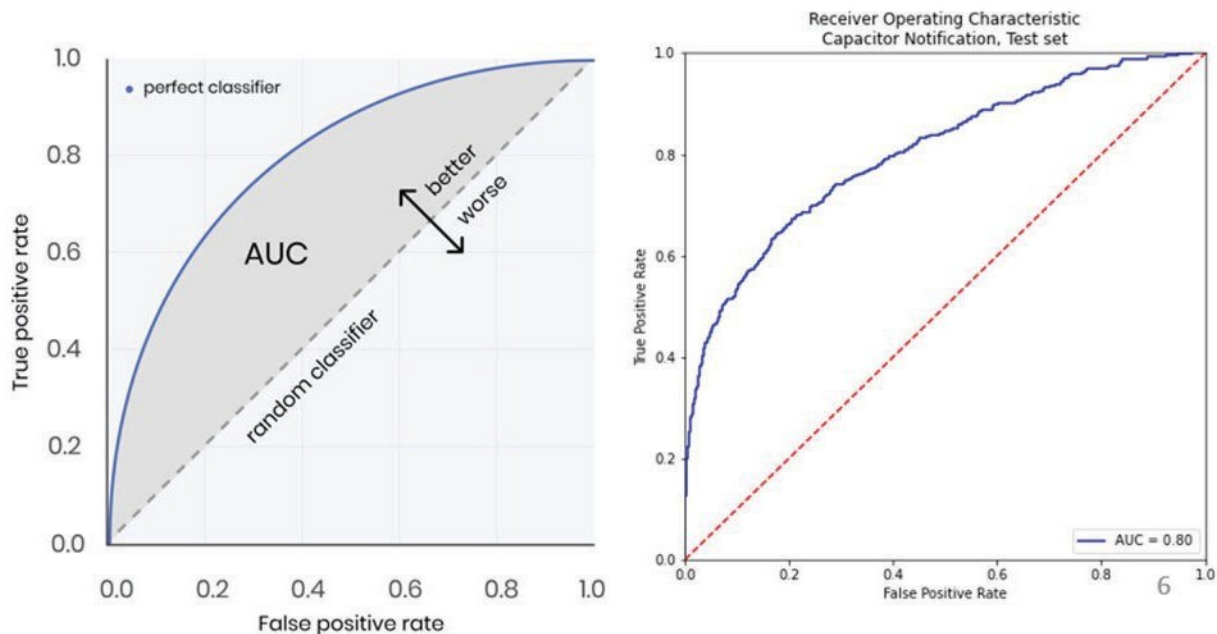 1.0
0.8
0.6
0.4
0.2
0.0
True positive rate
perfect classifier
AUC
better
worse
random classifier
0.0 0.2 0.4 0.6 0.8 1.0
False positive rate
Receiver Operating Characteristic
Capacitor Notification, Test set
1.0
0.8
0.6
0.4
0.2
0.0
True Positive Rate
AUC = 0.80
0.0 0.2 0.4 0.6 0.8 1.0
False Positive Rate
6